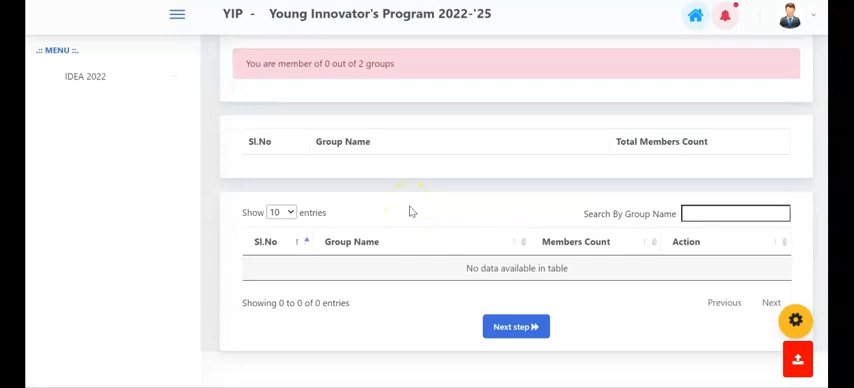 YIP - Young Innovator's Program 2022-'25
.:: MENU ::.
IDEA 2022
You are member of 0 out of 2 groups
Sl.No Group Name Total Members Count
Show 10 entries Search By Group Name
Sl.No Group Name Members Count Action
No data available in table
Showing 0 to 0 of 0 entries Previous Next
Next step